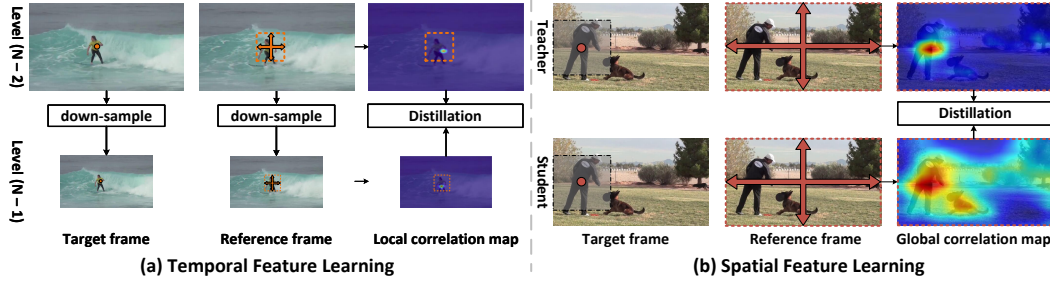 Level (N – 2)
down-sample
down-sample
Distillation
Level (N – 1)
Target frame
Reference frame
Local correlation map
(a) Temporal Feature Learning
Teacher
Distillation
Student
Target frame
Reference frame
Global correlation map
(b) Spatial Feature Learning